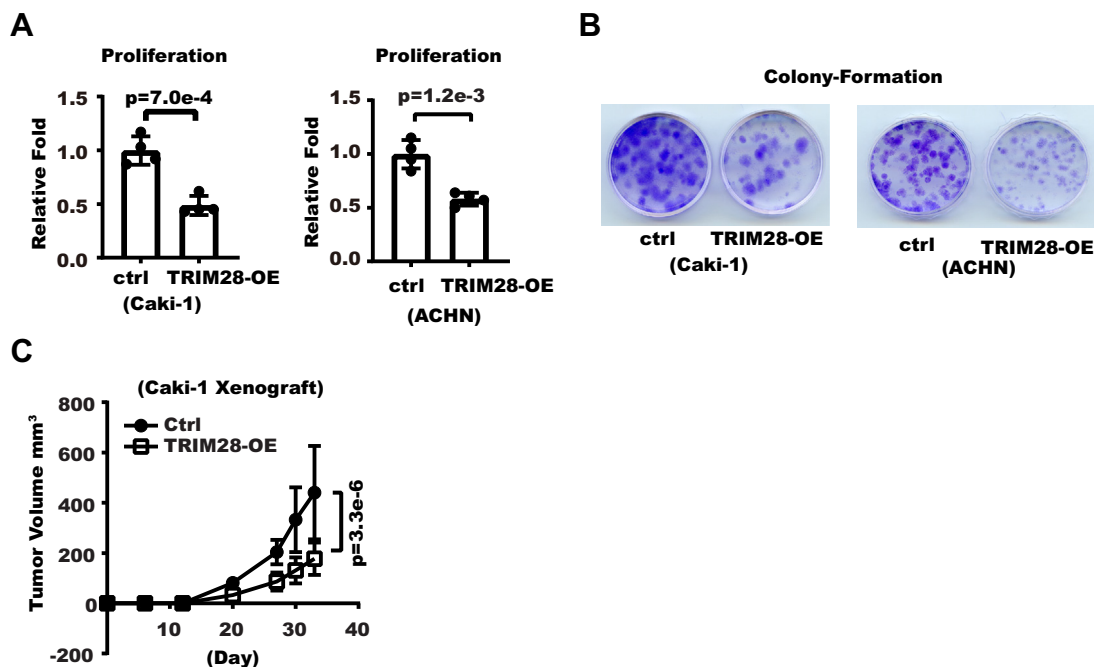 A
Proliferation
p=7.0e-4
Relative Fold
1.5
1.0
0.5
0.0
ctrl TRIM28-OE
(Caki-1)
Proliferation
p=1.2e-3
Relative Fold
1.5
1.0
0.5
0.0
ctrl TRIM28-OE
(ACHN)
B
Colony-Formation
ctrl TRIM28-OE
(Caki-1)
ctrl TRIM28-OE
(ACHN)
C
(Caki-1 Xenograft)
Ctrl
TRIM28-OE
Tumor Volume mm³
800
600
400
200
0
-200
10 20 30 40
(Day)
p=3.3e-6